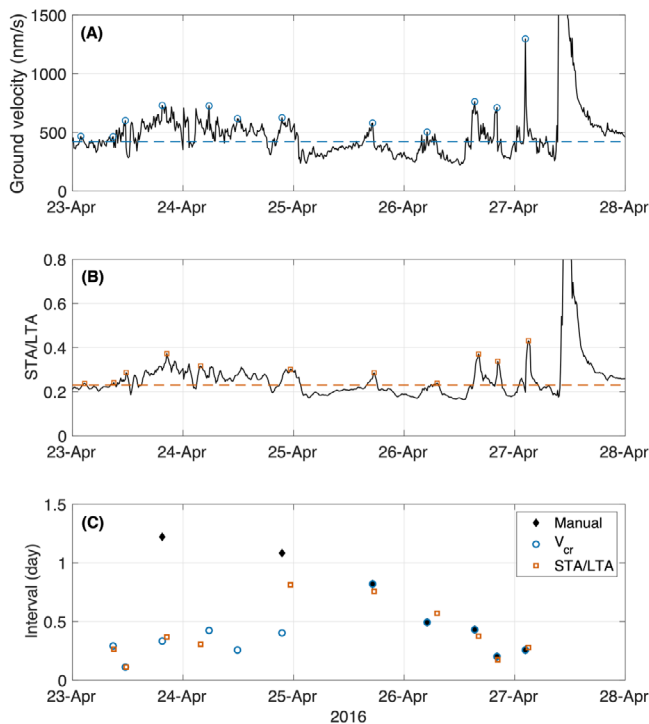 (A)
Ground velocity (nm/s)
1500
1000
500
0
23-Apr 24-Apr 25-Apr 26-Apr 27-Apr 28-Apr
(B)
STA/LTA
0.8
0.6
0.4
0.2
0
23-Apr 24-Apr 25-Apr 26-Apr 27-Apr 28-Apr
(C)
Interval (day)
1.5
1
0.5
0
Manual
Vcr
STA/LTA
23-Apr 24-Apr 25-Apr 26-Apr 27-Apr 28-Apr
2016